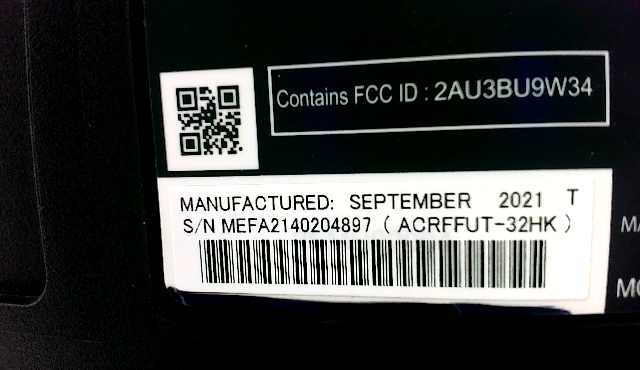 Contains FCC ID : 2AU3BU9W34
MANUFACTURED: SEPTEMBER 2021 T
S/N MEFA2140204897 ( ACRFFUT-32HK )